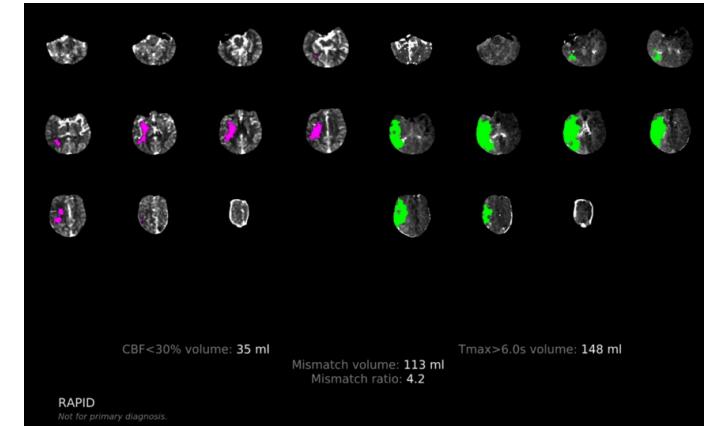 CBF<30% volume: 35 ml
Tmax>6.0s volume: 148 ml
Mismatch volume: 113 ml
Mismatch ratio: 4.2
RAPID
Not for primary diagnosis.